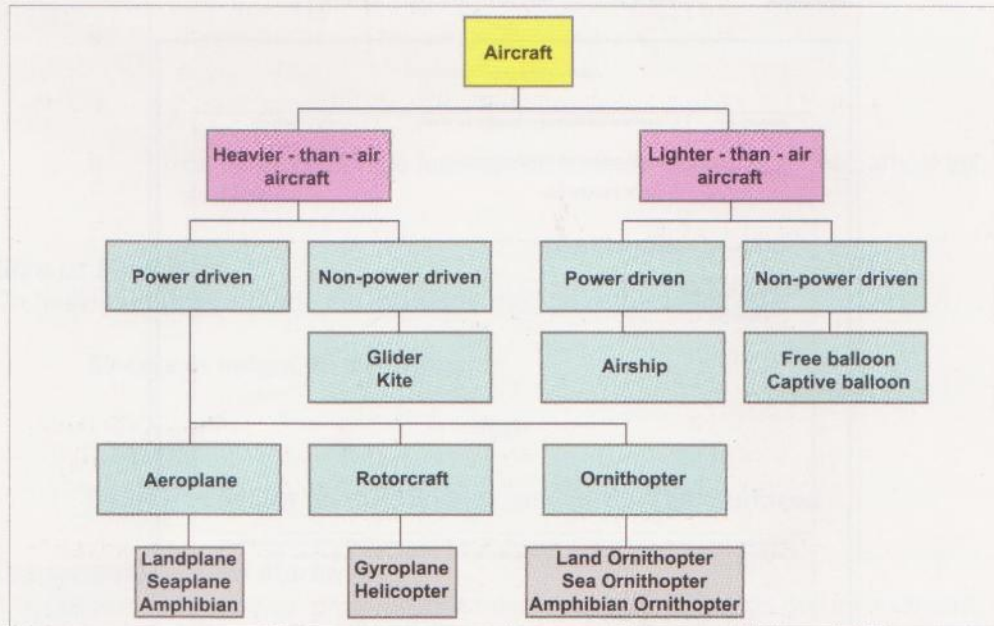 Aircraft
Heavier - than - air
aircraft
Lighter - than - air
aircraft
Power driven
Non-power driven
Power driven
Non-power driven
Glider
Kite
Airship
Free balloon
Captive balloon
Aeroplane
Rotorcraft
Ornithopter
Landplane
Seaplane
Amphibian
Gyroplane
Helicopter
Land Ornithopter
Sea Ornithopter
Amphibian Ornithopter